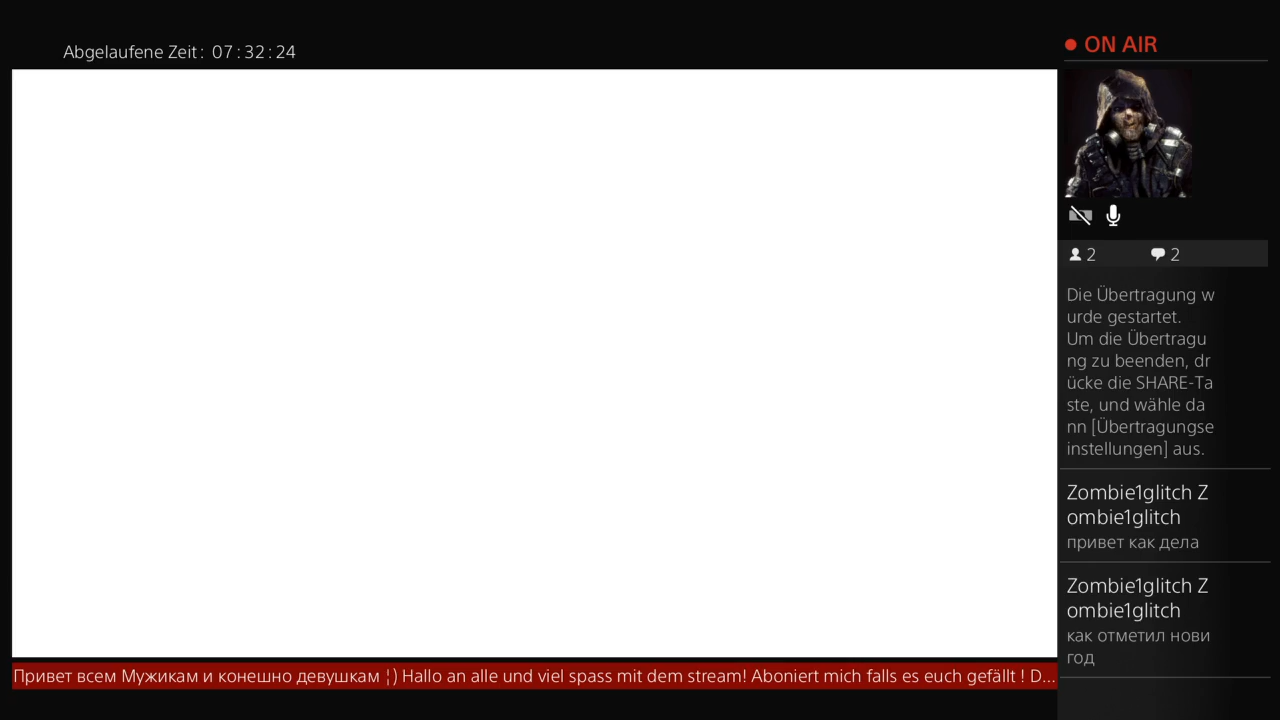 Abgelaufene Zeit: 07:32:24
ON AIR
2 2
Die Übertragung w
urde gestartet.
Um die Übertragu
ng zu beenden, dr
ücke die SHARE-Ta
ste, und wähle da
nn [Übertragungse
instellungen] aus.
Zombie1glitch Z
ombie1glitch
привет как дела
Zombie1glitch Z
ombie1glitch
как отметил нови
год
Привет всем Мужикам и конешно девушкам ¦) Hallo an alle und viel spass mit dem stream! Aboniert mich falls es euch gefällt ! D...